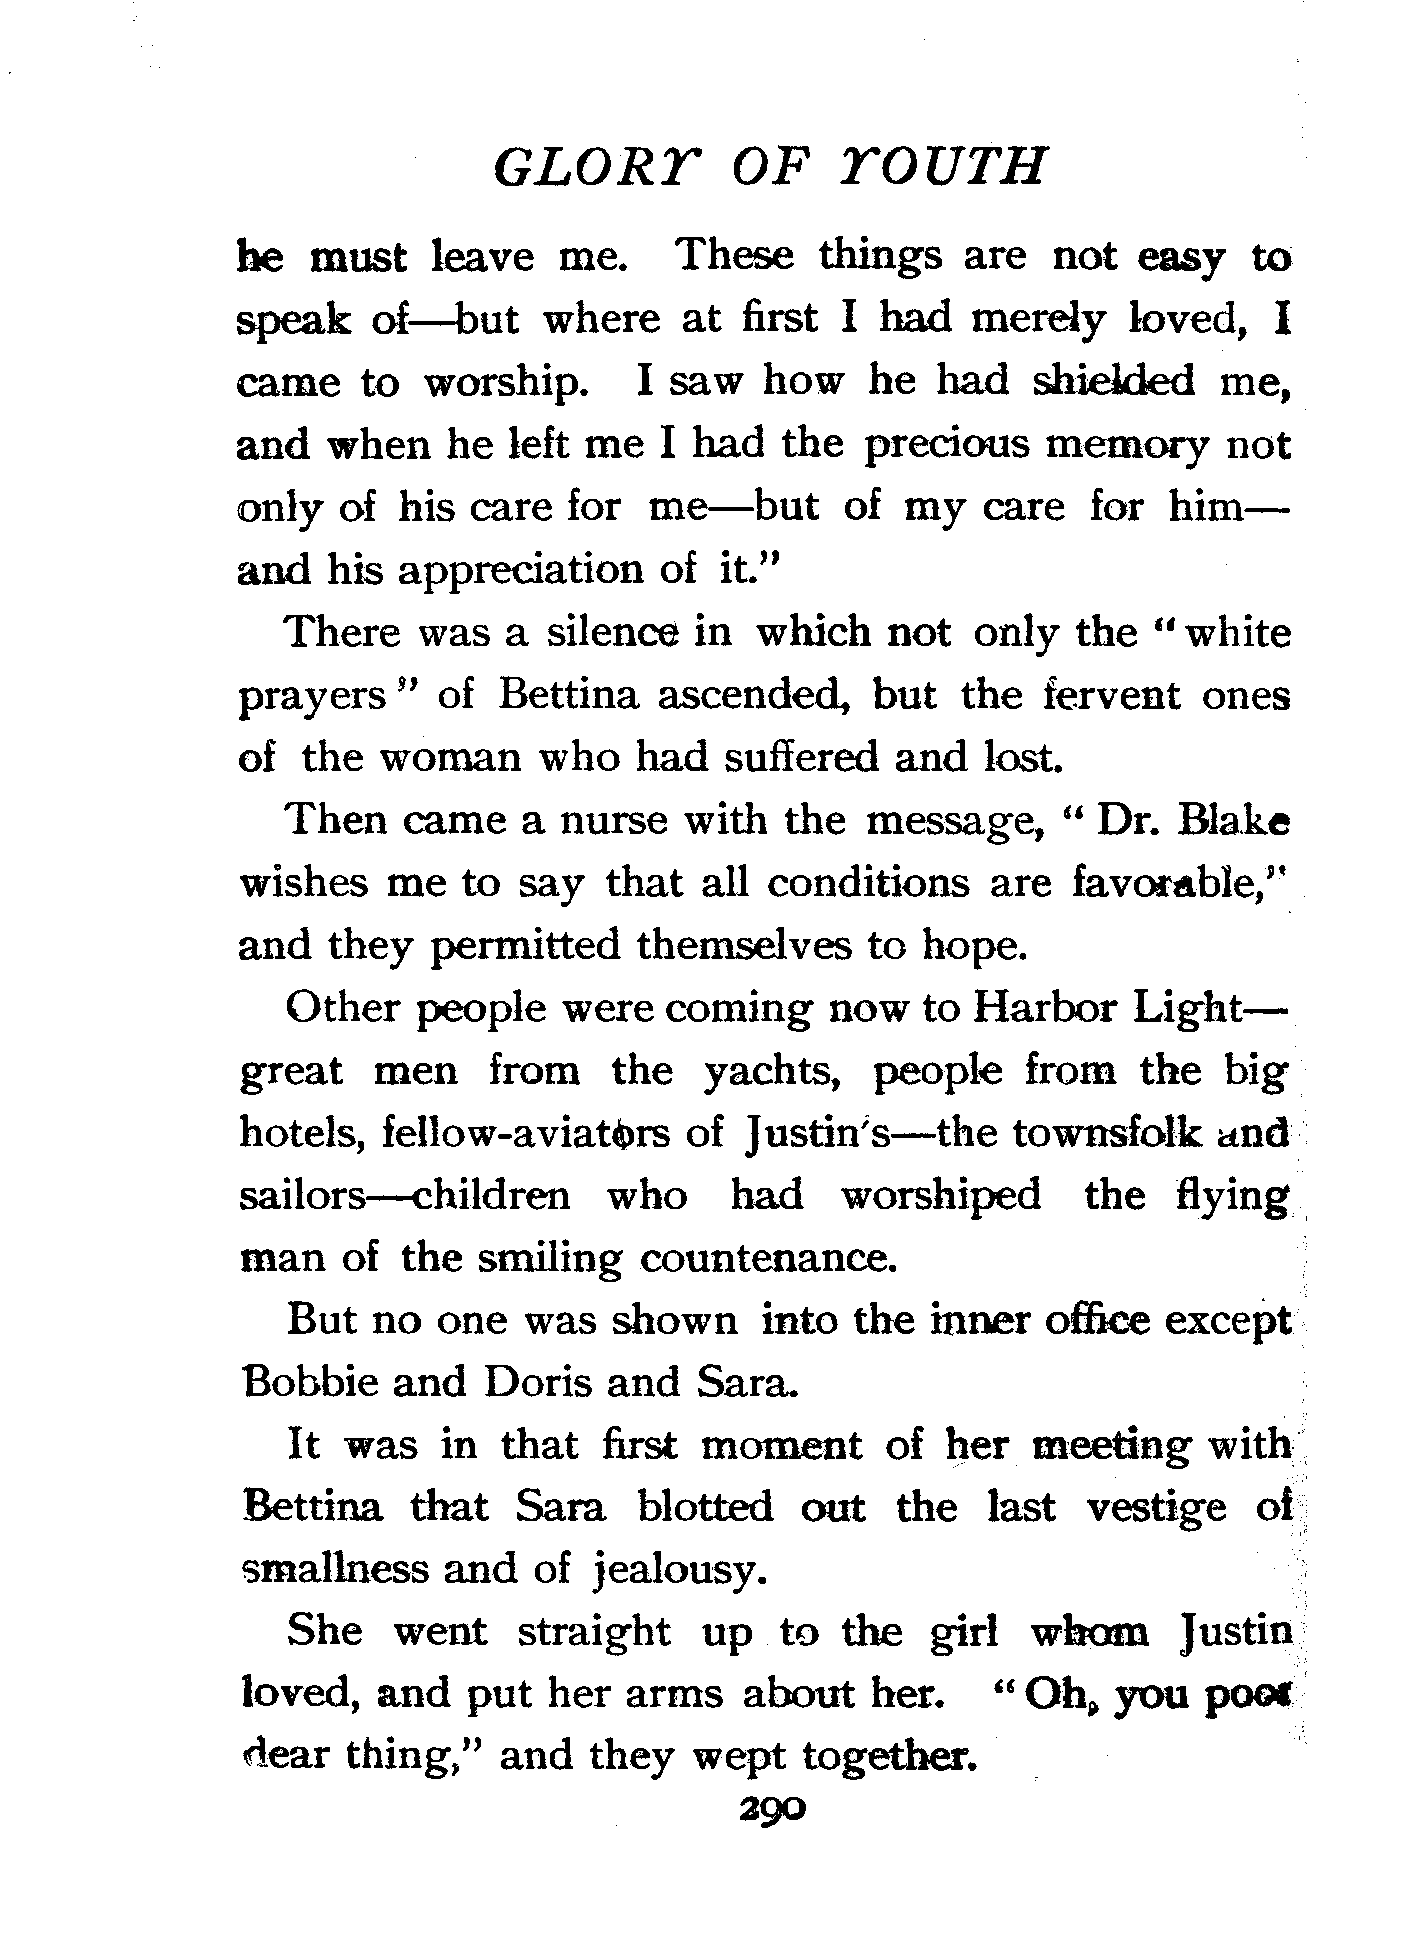 GLORY OF YOUTH
he must leave me. These things are not easy to
speak of—but where at first I had merely loved, I
came to worship. I saw how he had shielded me,
and when he left me I had the precious memory not
only of his care for me—but of my care for him—
and his appreciation of it."
There was a silence in which not only the "white
prayers" of Bettina ascended, but the fervent ones
of the woman who had suffered and lost.
Then came a nurse with the message, "Dr. Blake
wishes me to say that all conditions are favorable,"
and they permitted themselves to hope.
Other people were coming now to Harbor Light—
great men from the yachts, people from the big
hotels, fellow-aviators of Justin's—the townsfolk and
sailors—children who had worshiped the flying
man of the smiling countenance.
But no one was shown into the inner office except
Bobbie and Doris and Sara.
It was in that first moment of her meeting with
Bettina that Sara blotted out the last vestige of
smallness and of jealousy.
She went straight up to the girl whom Justin
loved, and put her arms about her. "Oh, you poor
dear thing," and they wept together.
290